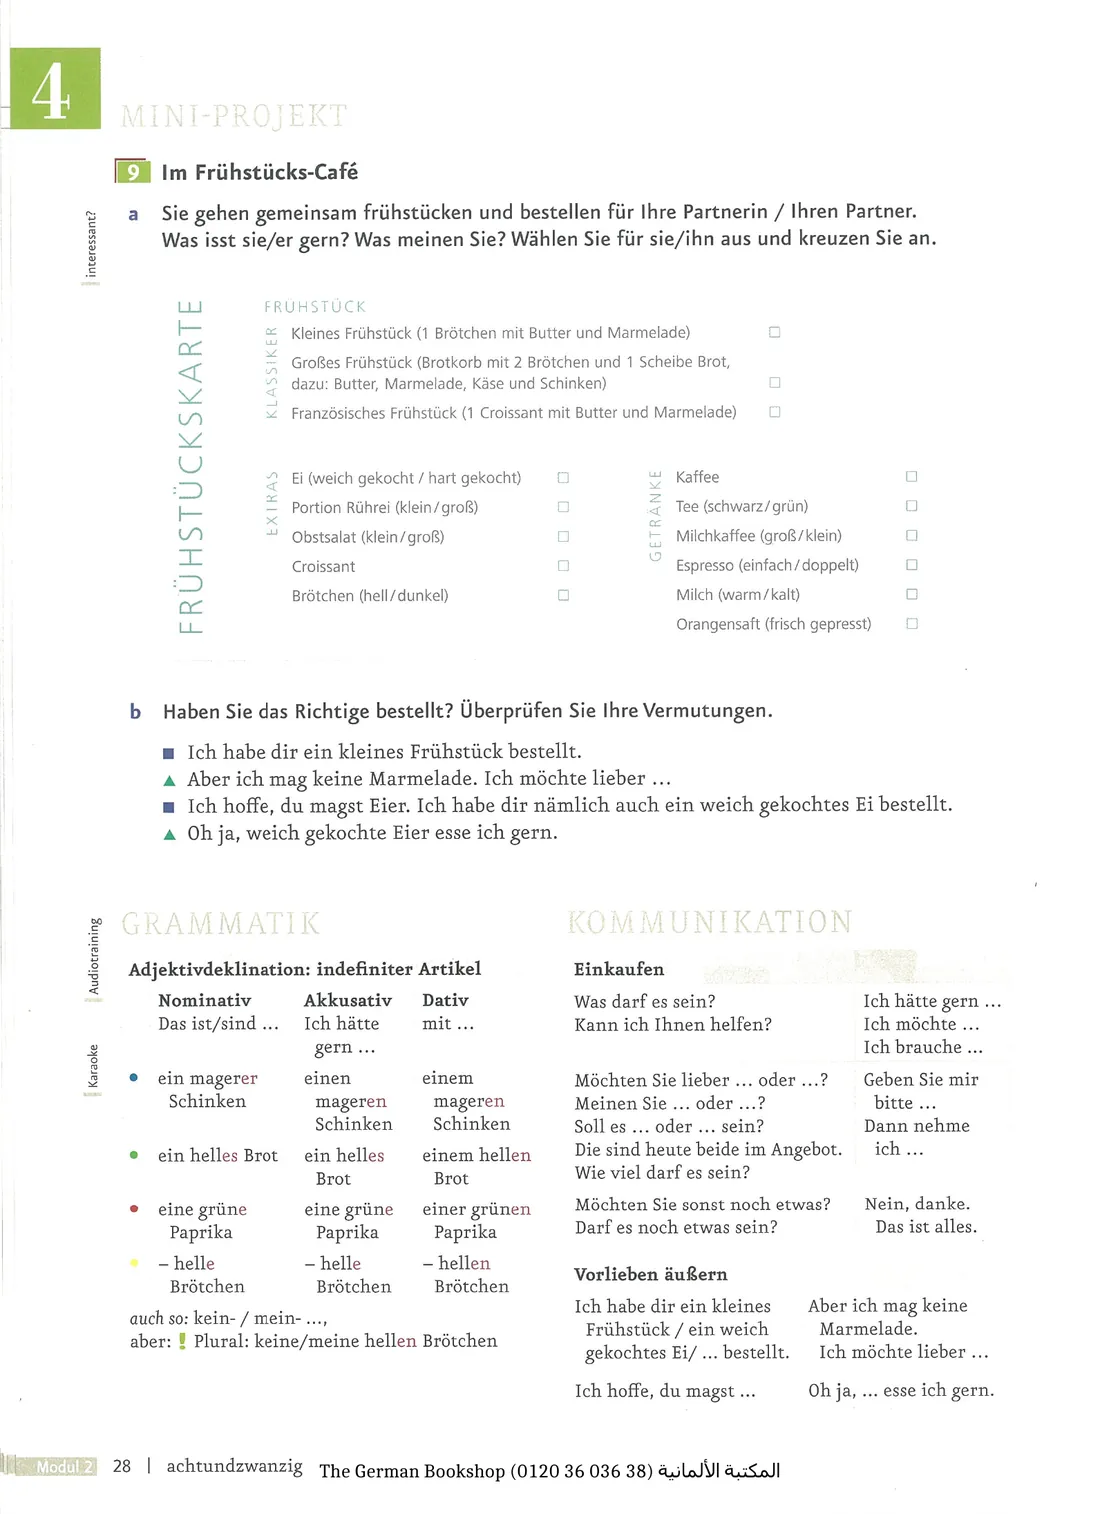 4
MINI-PROJEKT
9 Im Frühstücks-Café
interessant?
a Sie gehen gemeinsam frühstücken und bestellen für Ihre Partnerin / Ihren Partner.
Was isst sie/er gern? Was meinen Sie? Wählen Sie für sie/ihn aus und kreuzen Sie an.
FRÜHSTÜCKSKARTE
FRÜHSTÜCK
KLASSIKER
Kleines Frühstück (1 Brötchen mit Butter und Marmelade)
Großes Frühstück (Brotkorb mit 2 Brötchen und 1 Scheibe Brot,
dazu: Butter, Marmelade, Käse und Schinken)
Französisches Frühstück (1 Croissant mit Butter und Marmelade)
EXTRAS
Ei (weich gekocht / hart gekocht)
Portion Rührei (klein/groß)
Obstsalat (klein/groß)
Croissant
Brötchen (hell/dunkel)
GETRÄNKE
Kaffee
Tee (schwarz/grün)
Milchkaffee (groß/klein)
Espresso (einfach/doppelt)
Milch (warm/kalt)
Orangensaft (frisch gepresst)
b Haben Sie das Richtige bestellt? Überprüfen Sie Ihre Vermutungen.
■ Ich habe dir ein kleines Frühstück bestellt.
▲ Aber ich mag keine Marmelade. Ich möchte lieber ...
■ Ich hoffe, du magst Eier. Ich habe dir nämlich auch ein weich gekochtes Ei bestellt.
▲ Oh ja, weich gekochte Eier esse ich gern.
Audiotraining
Karaoke
GRAMMATIK
Adjektivdeklination: indefiniter Artikel
Nominativ Akkusativ Dativ
Das ist/sind ... Ich hätte mit ...
gern ...
● ein magerer einen einem
Schinken mageren mageren
Schinken Schinken
● ein helles Brot ein helles einem hellen
Brot Brot
● eine grüne eine grüne einer grünen
Paprika Paprika Paprika
● – helle – helle – hellen
Brötchen Brötchen Brötchen
auch so: kein- / mein- ...,
aber: ! Plural: keine/meine hellen Brötchen
KOMMUNIKATION
Einkaufen
Was darf es sein? Ich hätte gern ...
Kann ich Ihnen helfen? Ich möchte ...
Ich brauche ...
Möchten Sie lieber ... oder ...? Geben Sie mir
Meinen Sie ... oder ...? bitte ...
Soll es ... oder ... sein? Dann nehme
Die sind heute beide im Angebot. ich ...
Wie viel darf es sein?
Möchten Sie sonst noch etwas? Nein, danke.
Darf es noch etwas sein? Das ist alles.
Vorlieben äußern
Ich habe dir ein kleines Aber ich mag keine
Frühstück / ein weich Marmelade.
gekochtes Ei/ ... bestellt. Ich möchte lieber ...
Ich hoffe, du magst ... Oh ja, ... esse ich gern.
Modul 2 28 | achtundzwanzig The German Bookshop (0120 36 036 38) المكتبة الألمانية